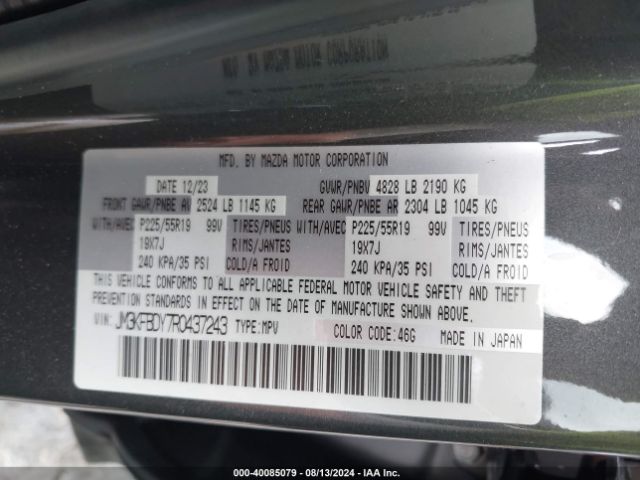 MFD. BY MAZDA MOTOR CORPORATION
DATE 12/23 GVWR/PNBV 4828 LB 2190 KG
FRONT GAWR/PNBE AV 2524 LB 1145 KG REAR GAWR/PNBE AR 2304 LB 1045 KG
WITH/AVEC P225/55R19 99V TIRES/PNEUS WITH/AVEC P225/55R19 99V TIRES/PNEUS
19X7J RIMS/JANTES 19X7J RIMS/JANTES
240 KPA/35 PSI COLD/A FROID 240 KPA/35 PSI COLD/A FROID
THIS VEHICLE CONFORMS TO ALL APPLICABLE FEDERAL MOTOR VEHICLE SAFETY AND THEFT
PREVENTION STANDARDS IN EFFECT ON THE DATE OF MANUFACTURE SHOWN ABOVE.
VIN: JM3KFBDY7R0437243 TYPE:MPV COLOR CODE:46G MADE IN JAPAN
000-40085079 - 08/13/2024 - IAA Inc.